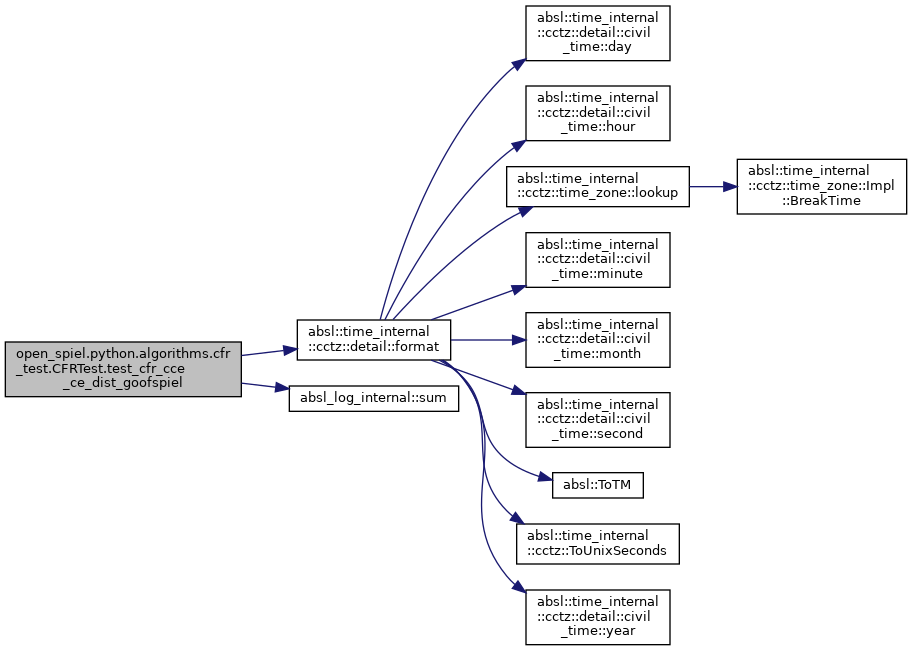 absl::time_internal
::cctz::detail::civil
_time::day
absl::time_internal
::cctz::detail::civil
_time::hour
absl::time_internal
::cctz::time_zone::lookup
absl::time_internal
::cctz::time_zone::Impl
::BreakTime
absl::time_internal
::cctz::detail::civil
_time::minute
absl::time_internal
::cctz::detail::format
absl::time_internal
::cctz::detail::civil
_time::month
open_spiel.python.algorithms.cfr
_test.CFRTest.test_cfr_cce
_ce_dist_goofspiel
absl_log_internal::sum
absl::time_internal
::cctz::detail::civil
_time::second
absl::ToTM
absl::time_internal
::cctz::ToUnixSeconds
absl::time_internal
::cctz::detail::civil
_time::year